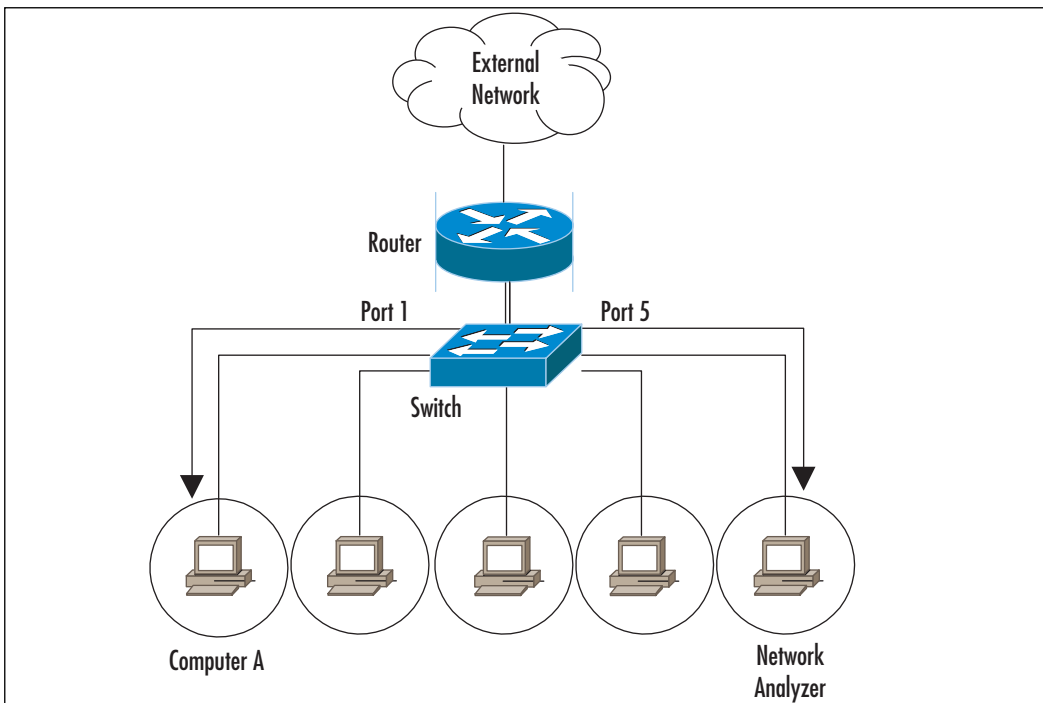 External
Network
Router
Port 1
Port 5
Switch
Computer A
Network
Analyzer